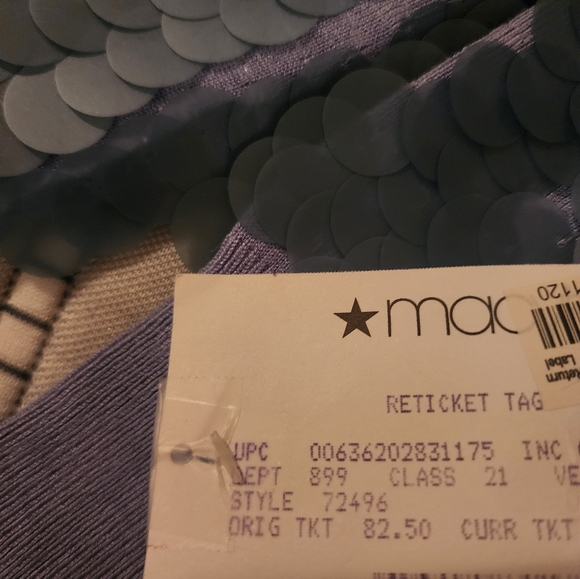 ★mac
1120
Return
Label
RETICKET TAG
UPC 00636202831175 INC
DEPT 899 CLASS 21 VE
STYLE 72496
ORIG TKT 82.50 CURR TKT